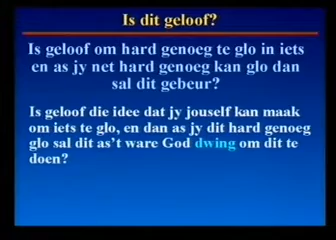 Is dit geloof?
Is geloof om hard genoeg te glo in iets
en as jy net hard genoeg kan glo dan
sal dit gebeur?
Is geloof die idee dat jy jouself kan maak
om iets te glo, en dan as jy dit hard genoeg
glo sal dit as't ware God dwing om dit te
doen?